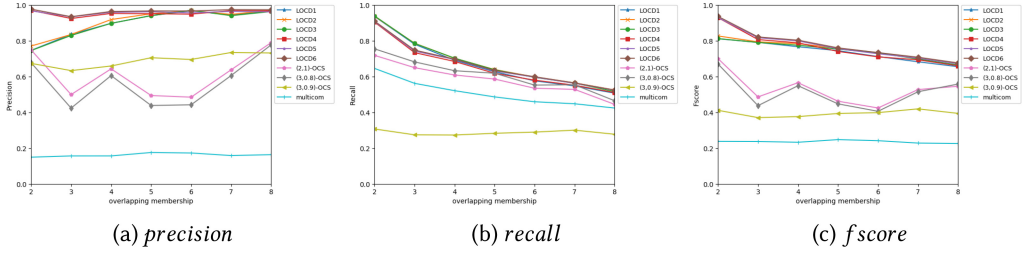 1.0
0.8
0.6
0.4
0.2
0.0
Precision
2 3 4 5 6 7 8
overlapping membership
LOCD1
LOCD2
LOCD3
LOCD4
LOCD5
LOCD6
(2,1)-OCS
(3,0.8)-OCS
(3,0.9)-OCS
multicom
(a) precision
1.0
0.8
0.6
0.4
0.2
0.0
Recall
2 3 4 5 6 7 8
overlapping membership
LOCD1
LOCD2
LOCD3
LOCD4
LOCD5
LOCD6
(2,1)-OCS
(3,0.8)-OCS
(3,0.9)-OCS
multicom
(b) recall
1.0
0.8
0.6
0.4
0.2
0.0
Fscore
2 3 4 5 6 7 8
overlapping membership
LOCD1
LOCD2
LOCD3
LOCD4
LOCD5
LOCD6
(2,1)-OCS
(3,0.8)-OCS
(3,0.9)-OCS
multicom
(c) fscore